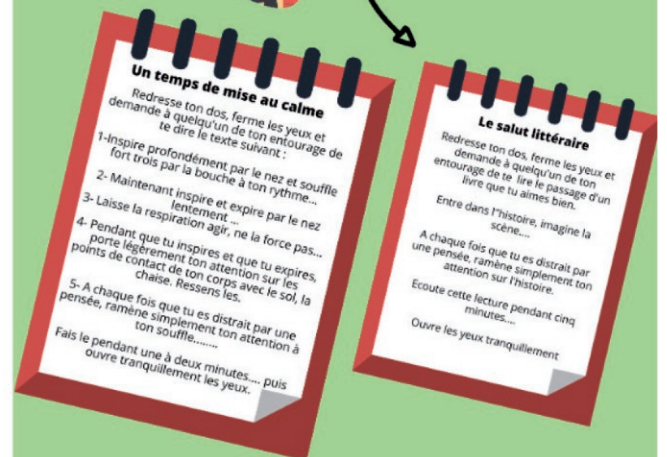 Un temps de mise au calme
Redresse ton dos, ferme les yeux et
demande à quelqu'un de ton entourage de
te dire le texte suivant :
1-Inspire profondément par le nez et souffle
fort trois par la bouche à ton rythme...
2- Maintenant inspire et expire par le nez
lentement ...
3- Laisse la respiration agir, ne la force pas...
4- Pendant que tu inspires et que tu expires,
porte légèrement ton attention sur les
points de contact de ton corps avec le sol, la
chaise. Ressens les.
5- A chaque fois que tu es distrait par une
pensée, ramène simplement ton attention à
ton souffle........
Fais le pendant une à deux minutes.... puis
ouvre tranquillement les yeux.
Le salut littéraire
Redresse ton dos, ferme les yeux et
demande à quelqu'un de ton
entourage de te lire le passage d'un
livre que tu aimes bien.
Entre dans l"histoire, imagine la
scène....
A chaque fois que tu es distrait par
une pensée, ramène simplement ton
attention sur l'histoire.
Ecoute cette lecture pendant cinq
minutes....
Ouvre les yeux tranquillement